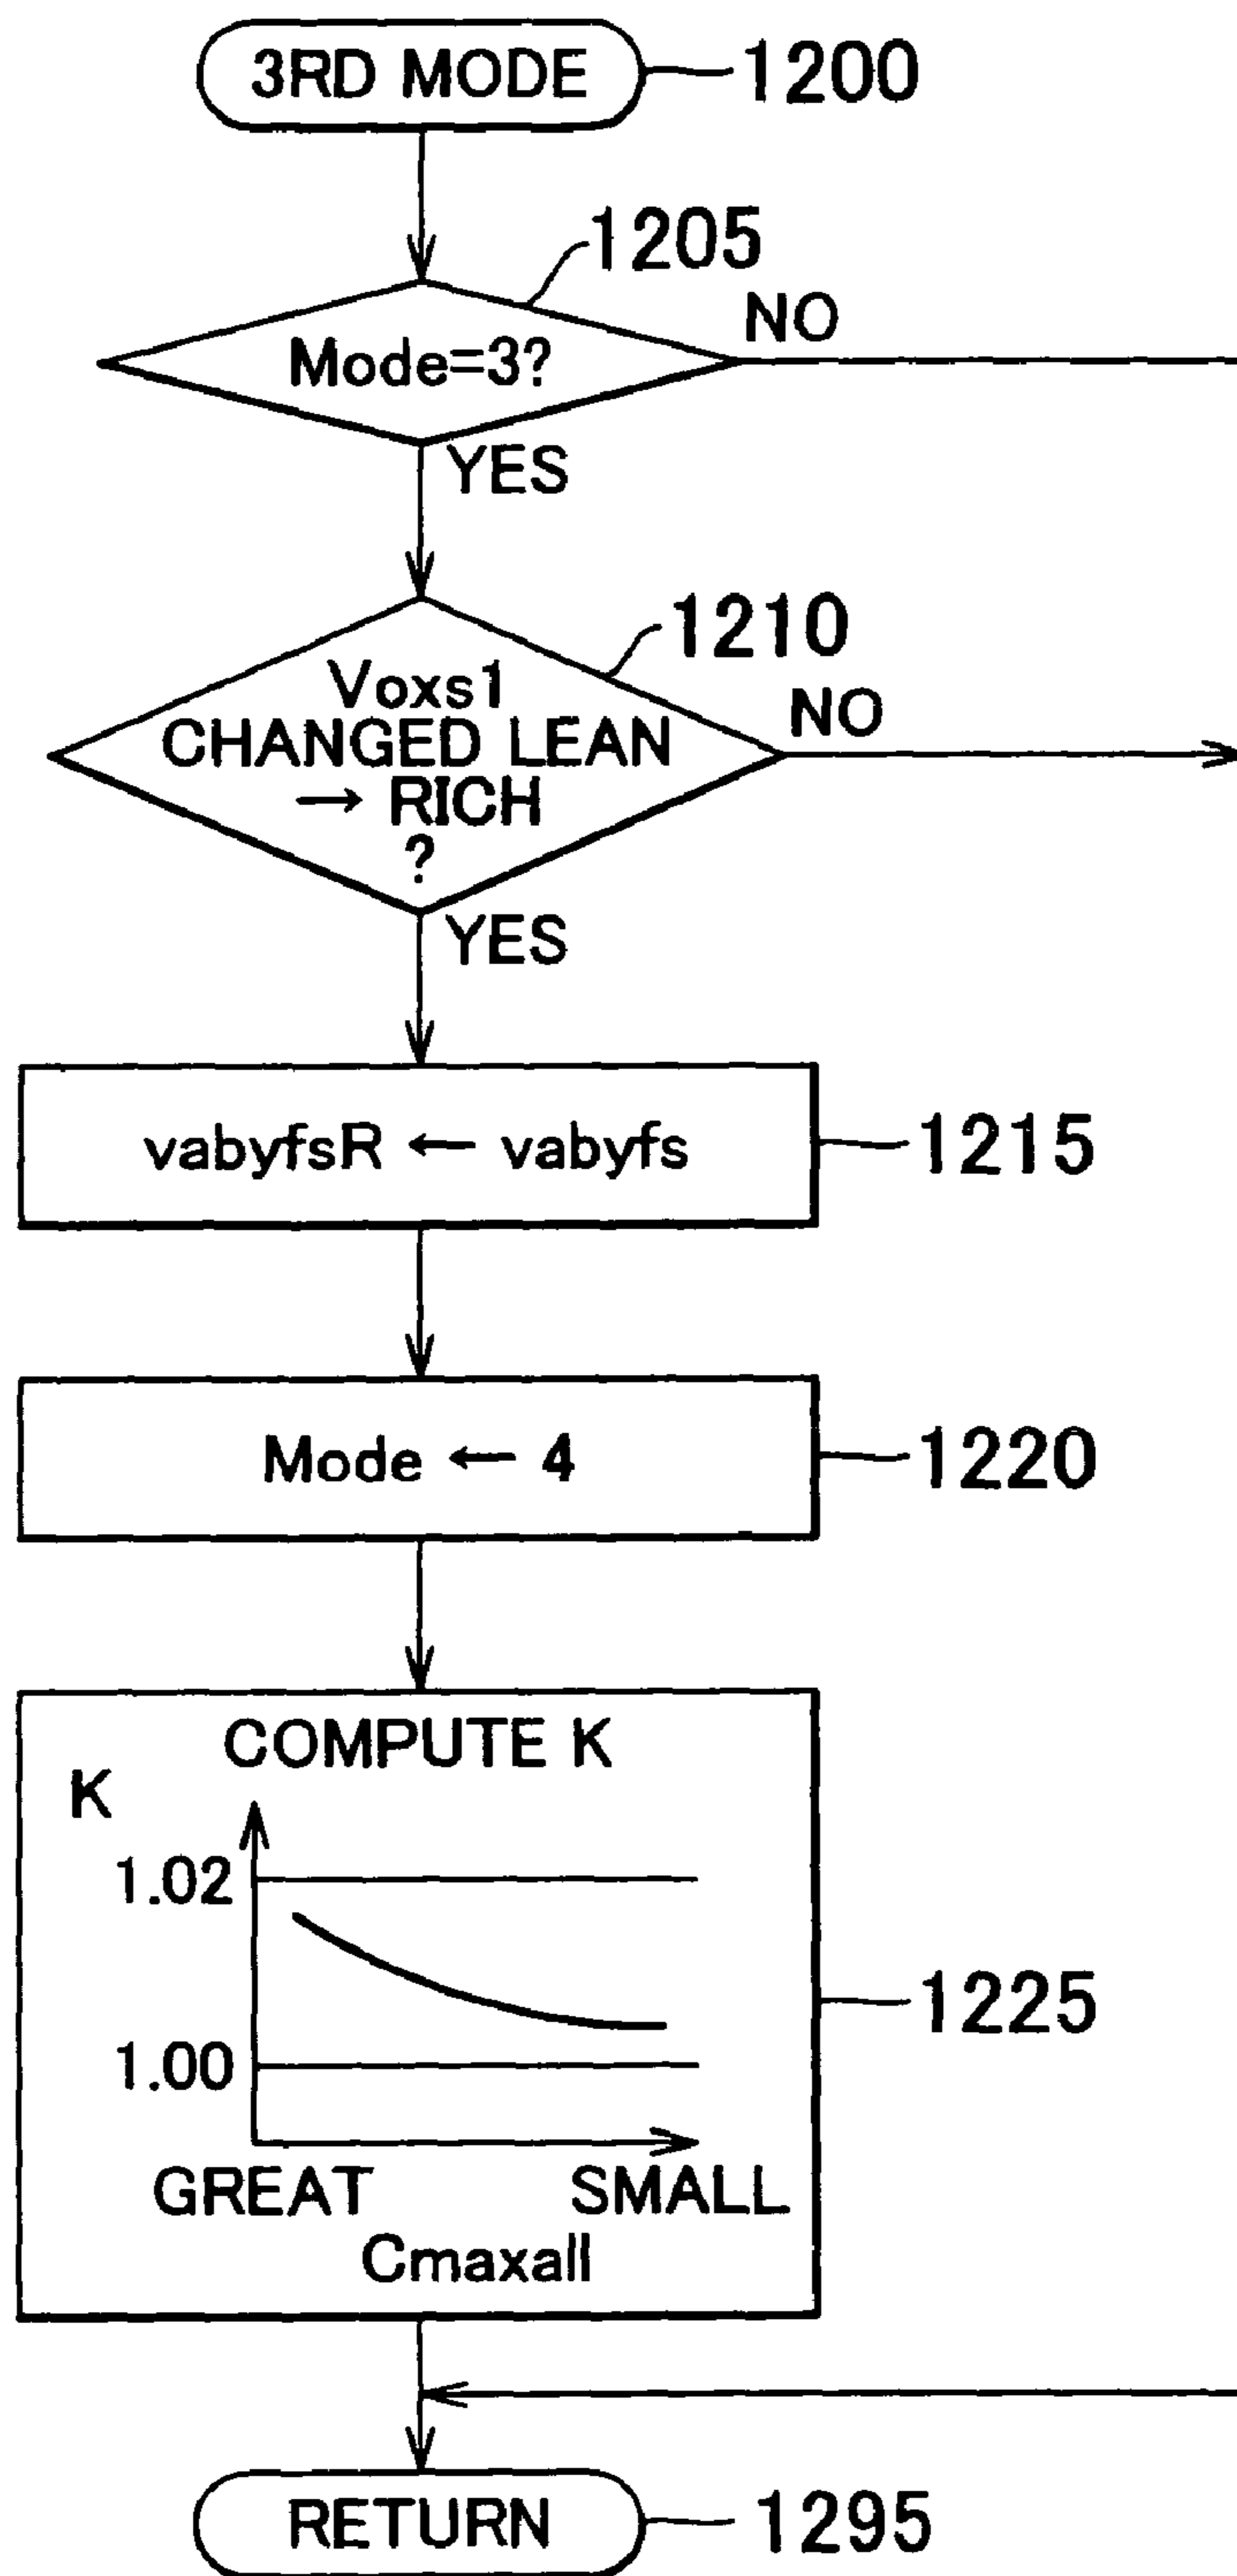 3RD MODE
1200
1205
Mode=3?
NO
YES
1210
Voxs1
CHANGED LEAN
→ RICH
?
NO
YES
vabyfsR ← vabyfs
1215
Mode ← 4
1220
COMPUTE K
K
1.02
1.00
GREAT SMALL
Cmaxall
1225
RETURN
1295